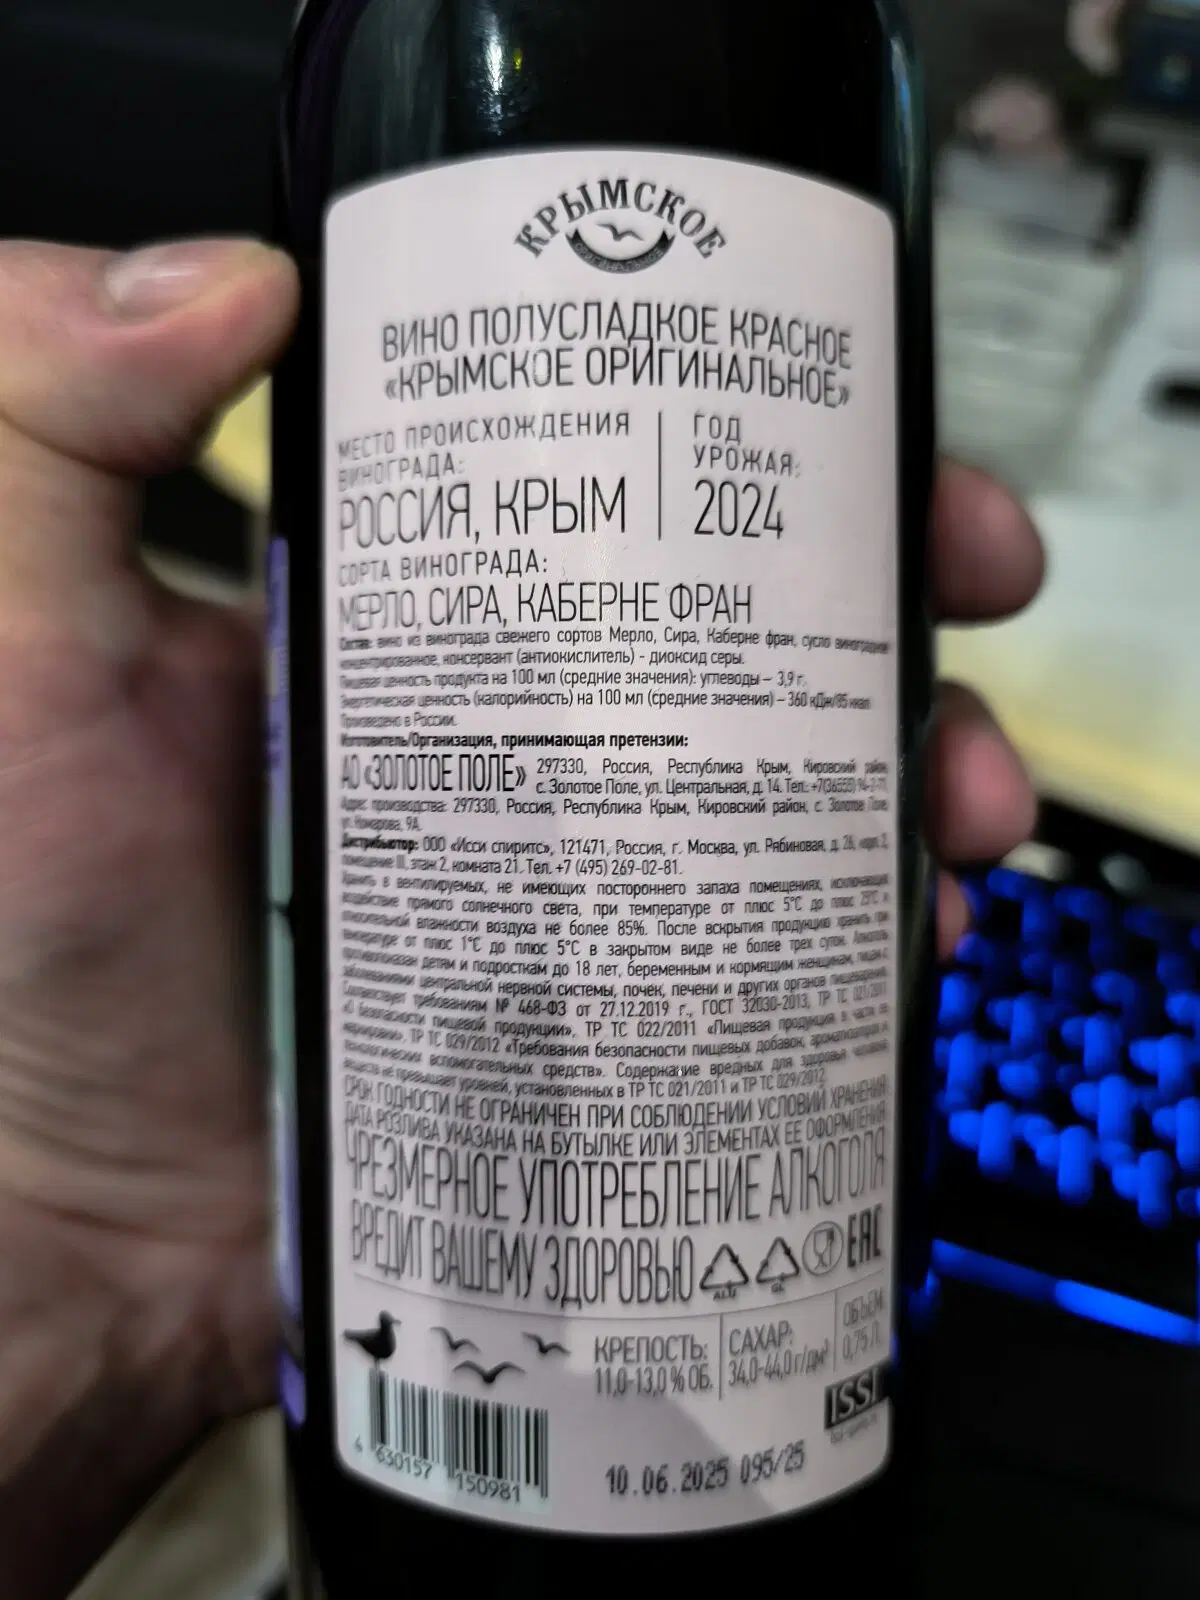 КРЫМСКОЕ
ОРИГИНАЛЬНОЕ
ВИНО ПОЛУСЛАДКОЕ КРАСНОЕ
«КРЫМСКОЕ ОРИГИНАЛЬНОЕ»
МЕСТО ПРОИСХОЖДЕНИЯ
ВИНОГРАДА:
РОССИЯ, КРЫМ
ГОД
УРОЖАЯ:
2024
СОРТА ВИНОГРАДА:
МЕРЛО, СИРА, КАБЕРНЕ ФРАН
Состав: вино из винограда свежего сортов Мерло, Сира, Каберне фран, сусло виноградное
концентрированное, консервант (антиокислитель) - диоксид серы.
Пищевая ценность продукта на 100 мл (средние значения): углеводы – 3,9 г.
Энергетическая ценность (калорийность) на 100 мл (средние значения) – 360 кДж/85 ккал
Произведено в России.
Изготовитель/Организация, принимающая претензии:
АО «ЗОЛОТОЕ ПОЛЕ»
297330, Россия, Республика Крым, Кировский район,
с. Золотое Поле, ул. Центральная, д. 14. Тел.:
Адрес производства: 297330, Россия, Республика Крым, Кировский район, с. Золотое Поле
ул. Комарова, 9А.
Дистрибьютор: ООО «Исси спиритс», 121471, Россия, г. Москва, ул. Рябиновая, д. 26, корп. 2,
помещение III, этаж 2, комната 21. Тел. +7 (495) 269-02-81.
Хранить в вентилируемых, не имеющих постороннего запаха помещениях, исключающих
воздействие прямого солнечного света, при температуре от плюс 5°С до плюс 25°С и
относительной влажности воздуха не более 85%. После вскрытия продукцию хранить при
температуре от плюс 1°С до плюс 5°С в закрытом виде не более трех суток. Алкоголь
противопоказан детям и подросткам до 18 лет, беременным и кормящим женщинам, лицам с
заболеваниями центральной нервной системы, почек, печени и других органов пищеварения.
Соответствует требованиям № 468-ФЗ от 27.12.2019 г., ГОСТ 32030-2013, ТР ТС 021/2011
«О безопасности пищевой продукции», ТР ТС 022/2011 «Пищевая продукция в части ее
маркировки», ТР ТС 029/2012 «Требования безопасности пищевых добавок, ароматизаторов и
технологических вспомогательных средств». Содержание вредных для здоровья человека
веществ не превышает уровней, установленных в ТР ТС 021/2011 и ТР ТС 029/2012.
СРОК ГОДНОСТИ НЕ ОГРАНИЧЕН ПРИ СОБЛЮДЕНИИ УСЛОВИЙ ХРАНЕНИЯ
ДАТА РОЗЛИВА УКАЗАНА НА БУТЫЛКЕ ИЛИ ЭЛЕМЕНТАХ ЕЕ ОФОРМЛЕНИЯ
ЧРЕЗМЕРНОЕ УПОТРЕБЛЕНИЕ АЛКОГОЛЯ
ВРЕДИТ ВАШЕМУ ЗДОРОВЬЮ
EAC
КРЕПОСТЬ:
11,0-13,0 % ОБ.
САХАР:
34,0-44,0 г/дм³
ОБЪЕМ:
0,75 Л.
ISSI
4 630157 150981
10.06.2025 095/25